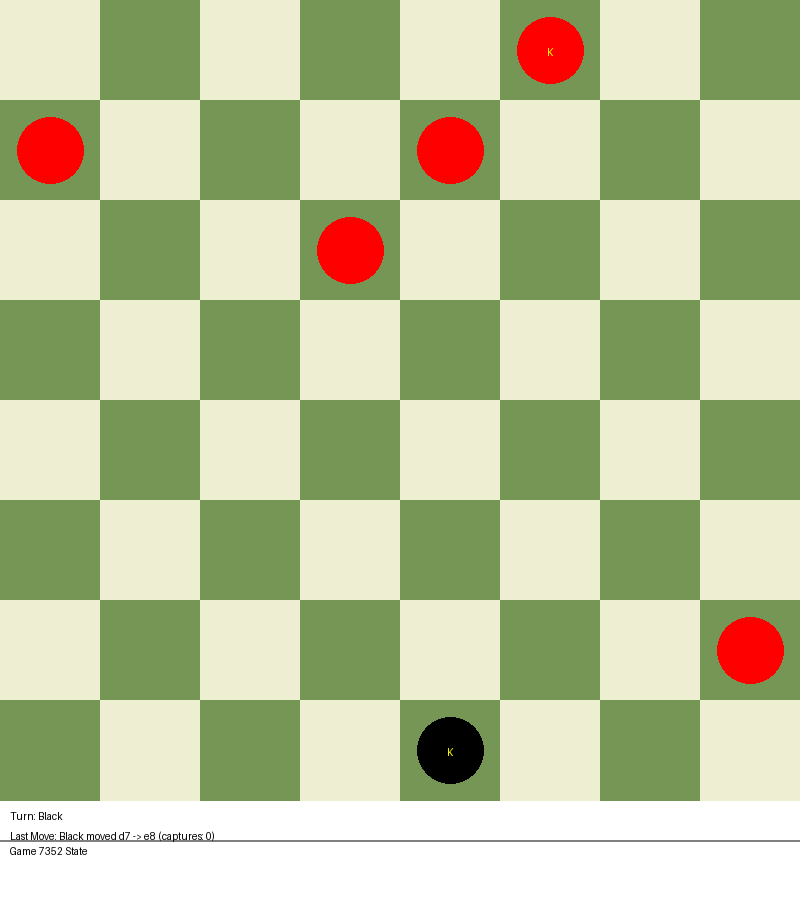 K
K
Turn: Black
Last Move: Black moved d7 -> e8 (captures: 0)
Game 7352 State